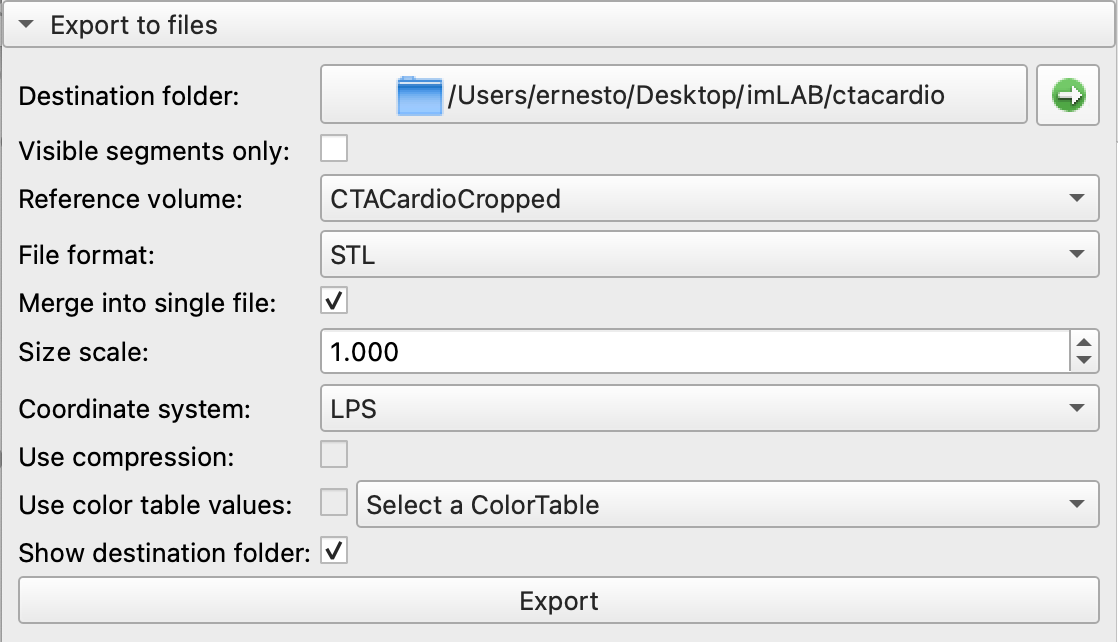 Export to files
Destination folder: /Users/ernesto/Desktop/imLAB/ctacardio
Visible segments only:
Reference volume: CTACardioCropped
File format: STL
Merge into single file:
Size scale: 1.000
Coordinate system: LPS
Use compression:
Use color table values: Select a ColorTable
Show destination folder:
Export